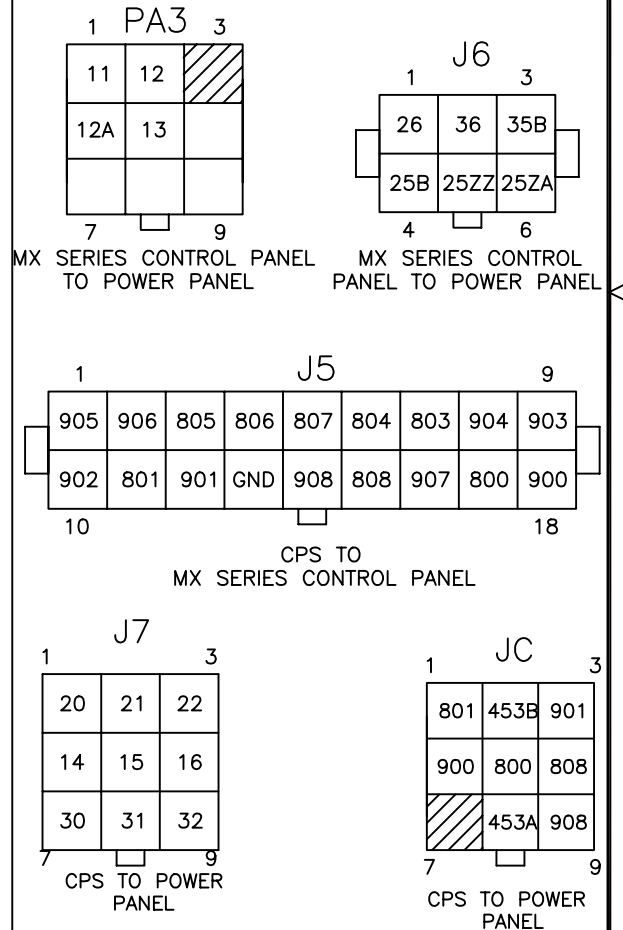 PA3
1 3
11 12
12A 13
7 9
MX SERIES CONTROL PANEL
TO POWER PANEL
J6
1 3
26 36 35B
25B 25ZZ 25ZA
4 6
MX SERIES CONTROL
PANEL TO POWER PANEL
J5
1 9
905 906 805 806 807 804 803 904 903
902 801 901 GND 908 808 907 800 900
10 18
CPS TO
MX SERIES CONTROL PANEL
J7
1 3
20 21 22
14 15 16
30 31 32
7 9
CPS TO POWER
PANEL
JC
1 3
801 453B 901
900 800 808
453A 908
7 9
CPS TO POWER
PANEL